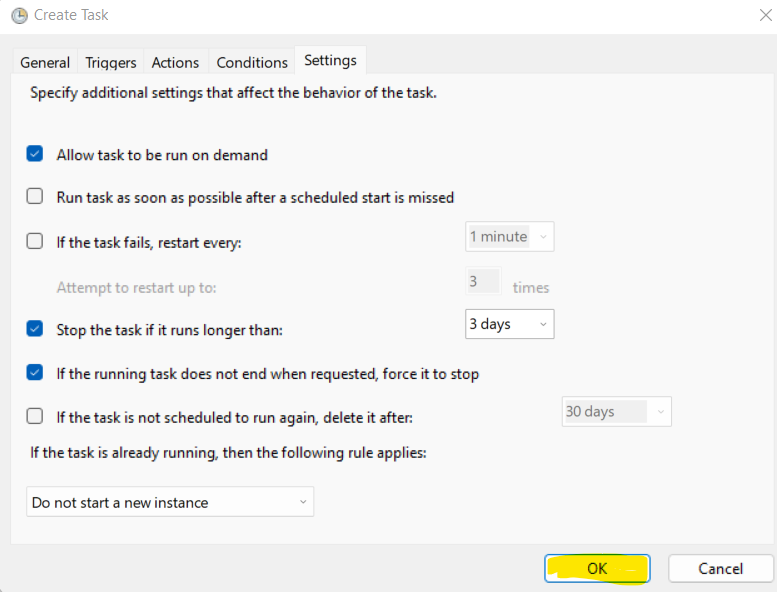 Create Task
General Triggers Actions Conditions Settings
Specify additional settings that affect the behavior of the task.
Allow task to be run on demand
Run task as soon as possible after a scheduled start is missed
If the task fails, restart every: 1 minute
Attempt to restart up to: 3 times
Stop the task if it runs longer than: 3 days
If the running task does not end when requested, force it to stop
If the task is not scheduled to run again, delete it after: 30 days
If the task is already running, then the following rule applies:
Do not start a new instance
OK Cancel